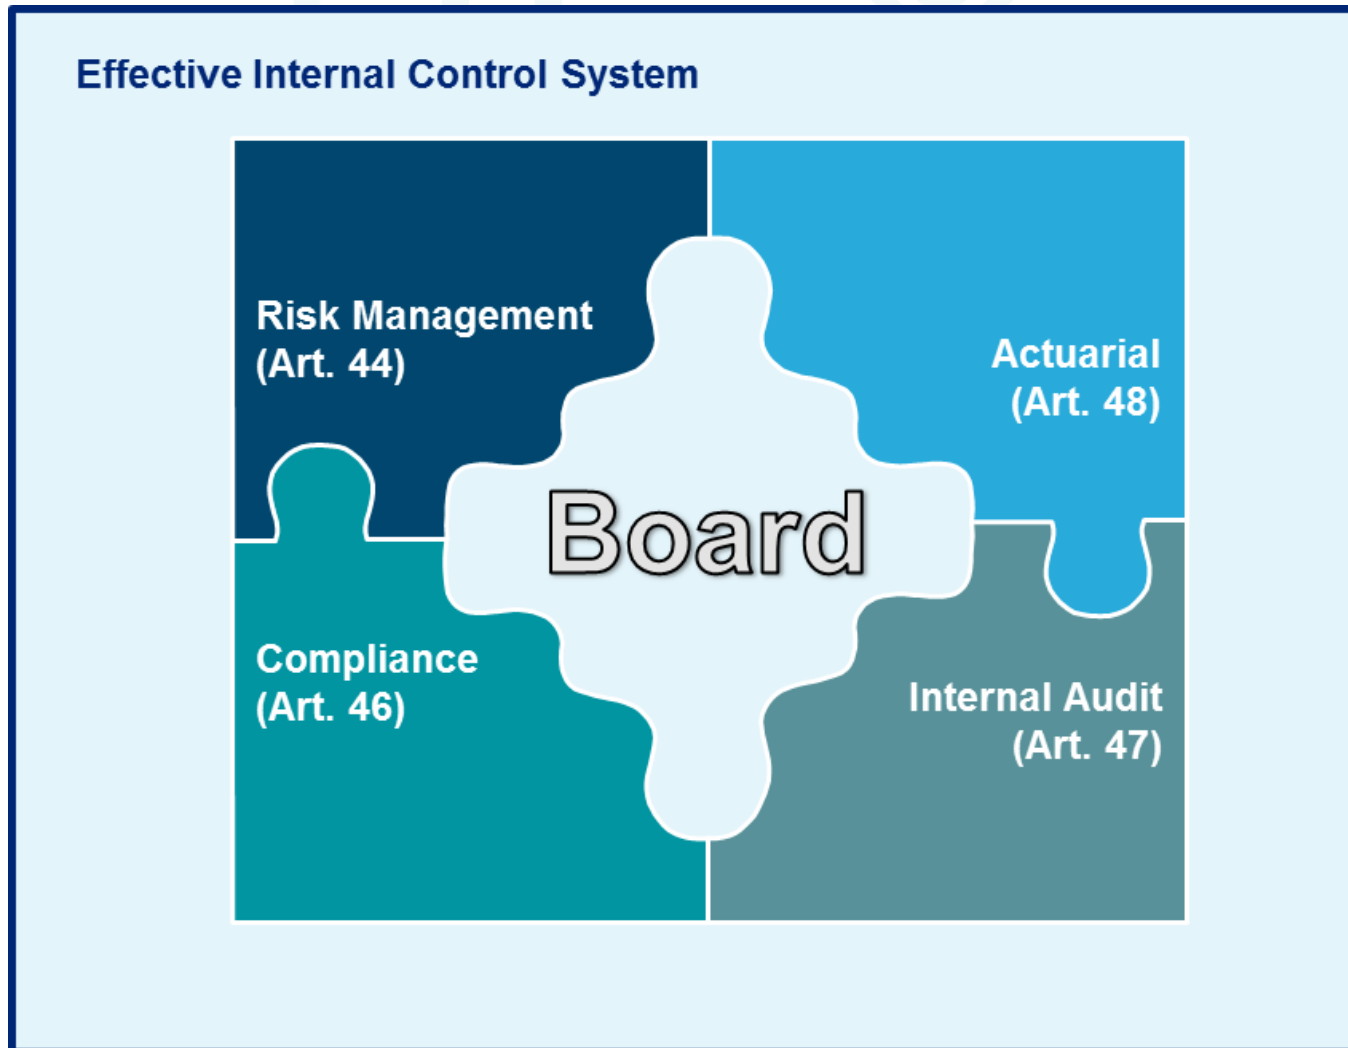 Effective Internal Control System
Risk Management
(Art. 44)
Actuarial
(Art. 48)
Board
Compliance
(Art. 46)
Internal Audit
(Art. 47)